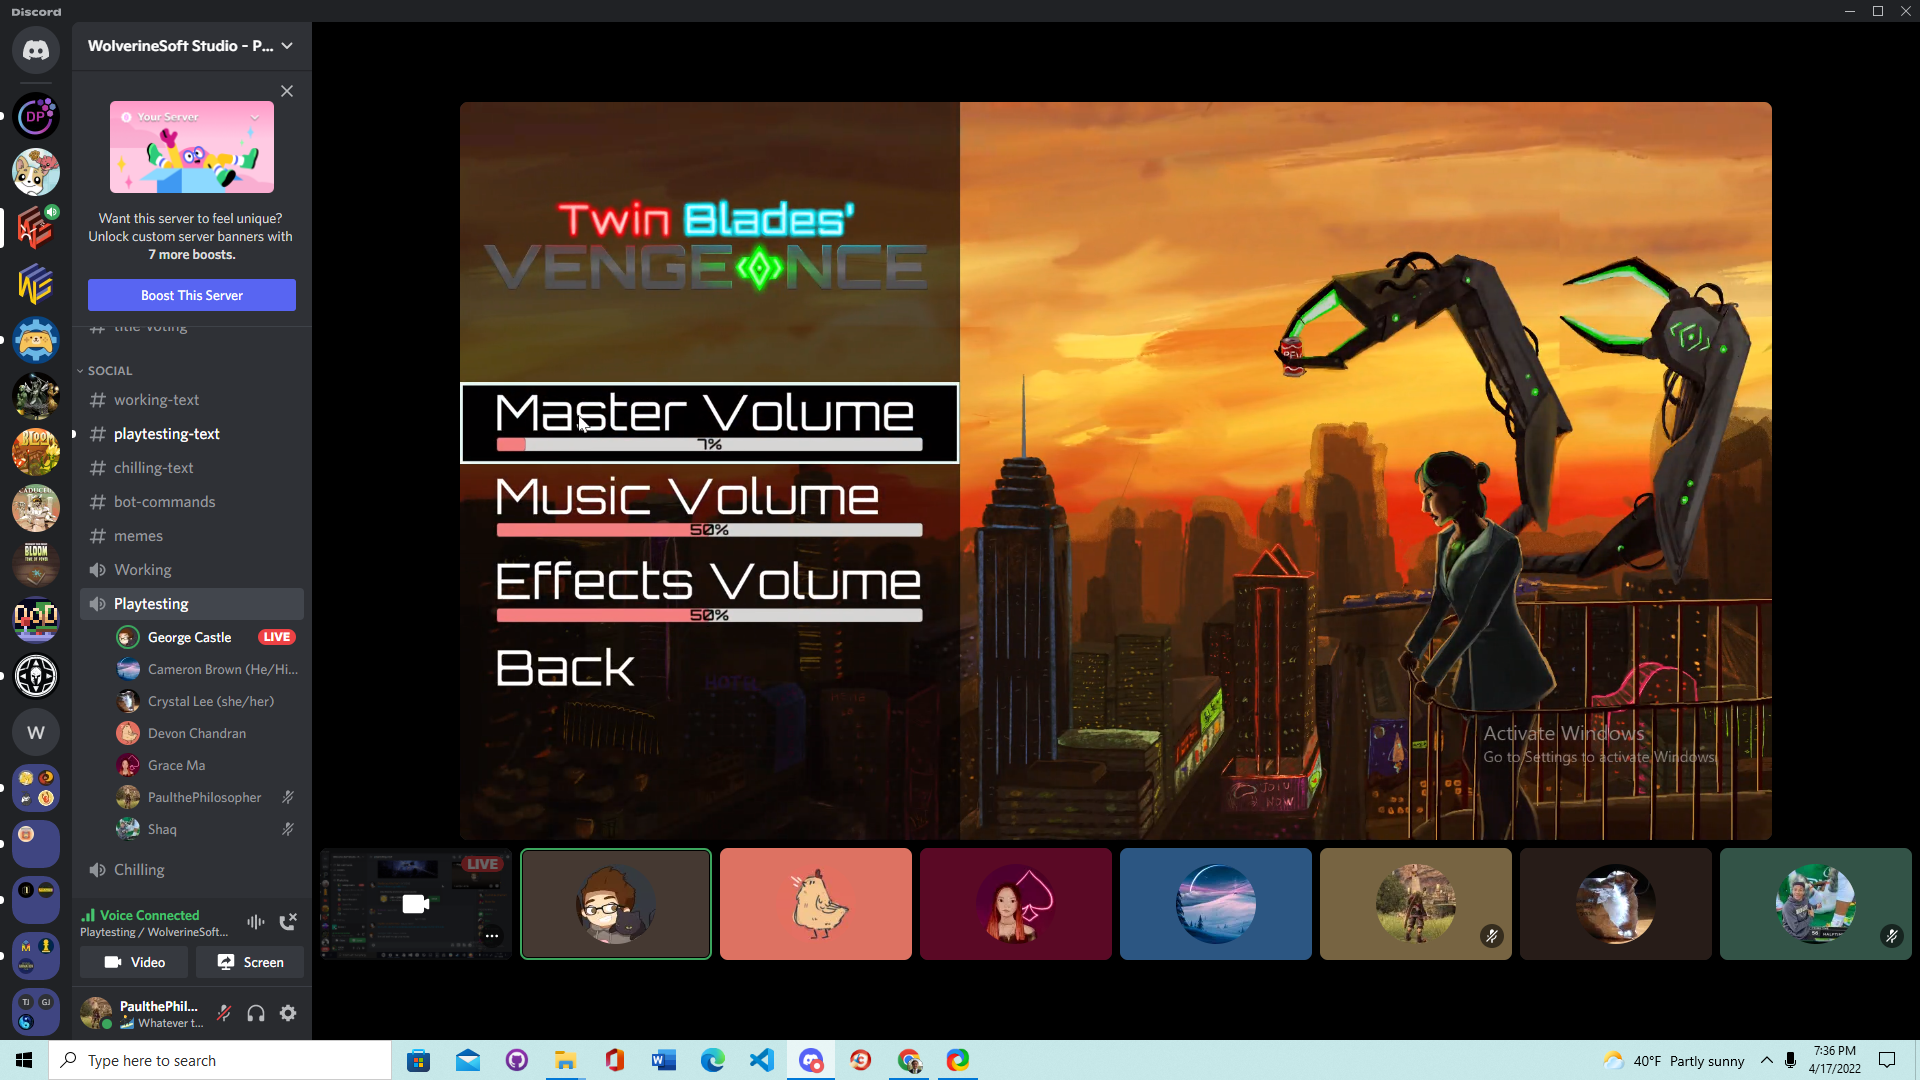 Discord
WolverineSoft Studio - P...
Your Server
Want this server to feel unique?
Unlock custom server banners with
7 more boosts.
Boost This Server
title-voting
SOCIAL
working-text
playtesting-text
chilling-text
bot-commands
memes
Working
Playtesting
George Castle LIVE
Cameron Brown (He/Hi...
Crystal Lee (she/her)
Devon Chandran
Grace Ma
PaulthePhilosopher
Shaq
Chilling
Voice Connected
Playtesting / WolverineSoft...
Video Screen
PaulthePhil...
Whatever t...
DP
W
Twin Blades'
VENGEANCE
Master Volume
7%
Music Volume
50%
Effects Volume
50%
Back
JOIN
NOW
Activate Windows
Go to Settings to activate Windows.
LIVE
Type here to search
40°F Partly sunny
7:36 PM
4/17/2022